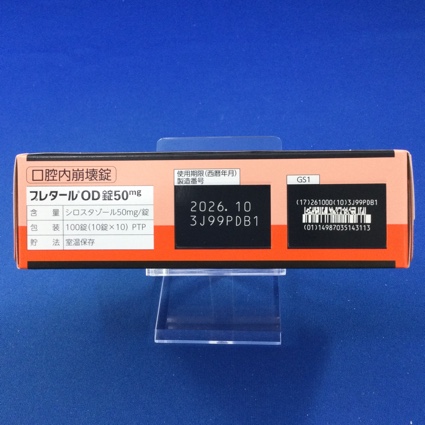 口腔内崩壊錠
プレタール®OD錠50mg
含 量 シロスタゾール50mg/錠
包 装 100錠(10錠×10) PTP
貯 法 室温保存
使用期限(西暦年月)
製造番号
2026.10
3J99PDB1
GS1
(17)261000(10)3J99PDB1
(01)14987035143113